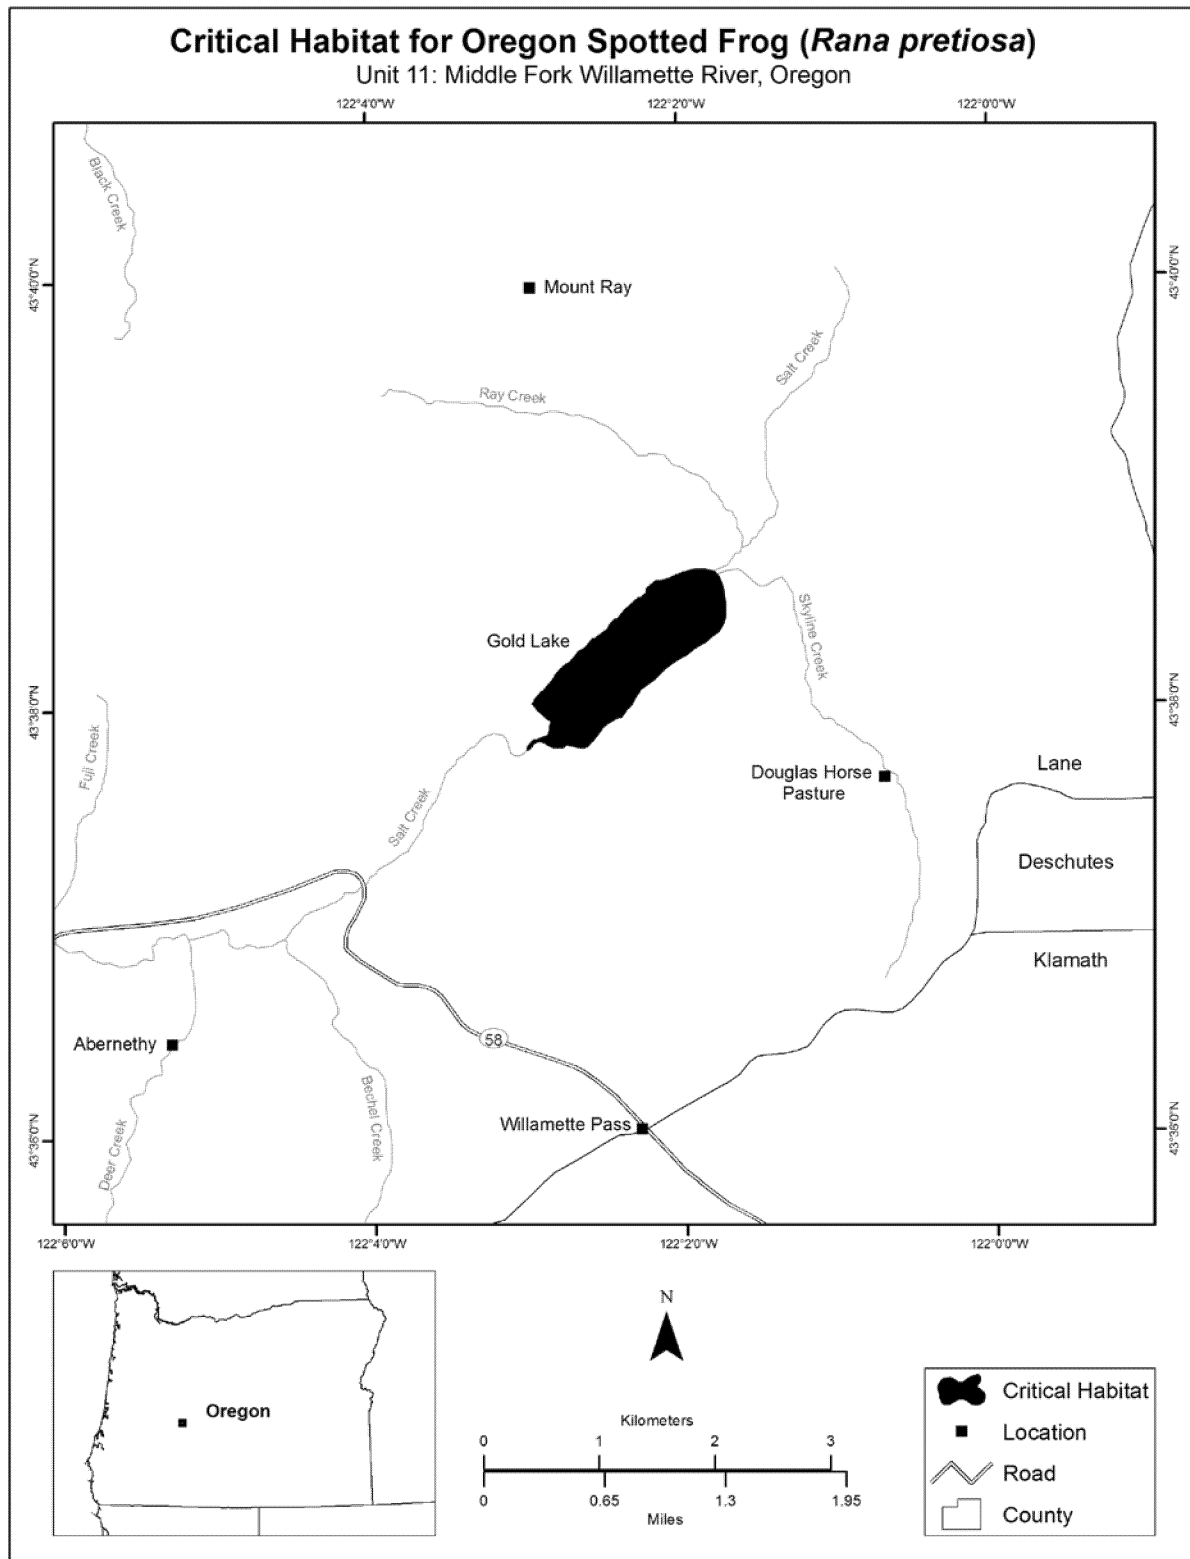 Critical Habitat for Oregon Spotted Frog (Rana pretiosa)
Unit 11: Middle Fork Willamette River, Oregon
122°4'0"W
122°2'0"W
122°0'0"W
Black Creek
43°40'0"N
43°40'0"N
Mount Ray
Salt Creek
Ray Creek
Skyline Creek
Gold Lake
43°38'0"N
43°38'0"N
Fuji Creek
Douglas Horse
Pasture
Lane
Salt Creek
Deschutes
Klamath
58
Abernethy
Bechel Creek
Willamette Pass
Deer Creek
43°36'0"N
43°36'0"N
122°6'0"W
122°4'0"W
122°2'0"W
122°0'0"W
N
Oregon
Kilometers
0 1 2 3
0 0.65 1.3 1.95
Miles
Critical Habitat
Location
Road
County